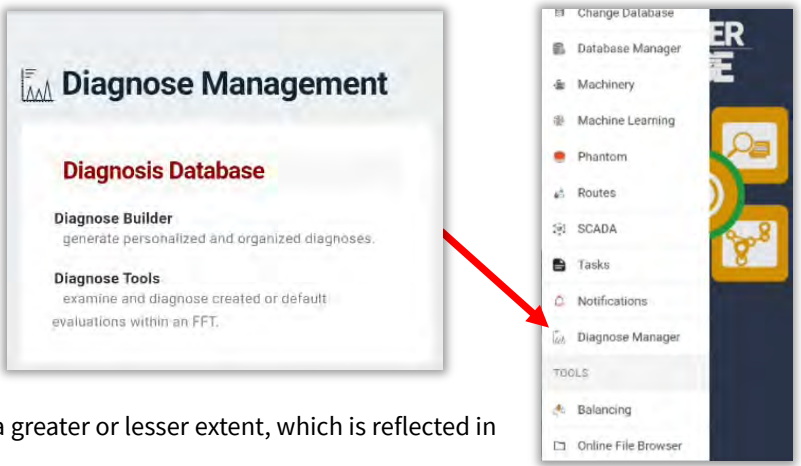 Diagnose Management
Diagnosis Database
Diagnose Builder
generate personalized and organized diagnoses.
Diagnose Tools
examine and diagnose created or default
evaluations within an FFT.
a greater or lesser extent, which is reflected in
Change Database
Database Manager
Machinery
Machine Learning
Phantom
Routes
SCADA
Tasks
Notifications
Diagnose Manager
TOOLS
Balancing
Online File Browser
ER
E